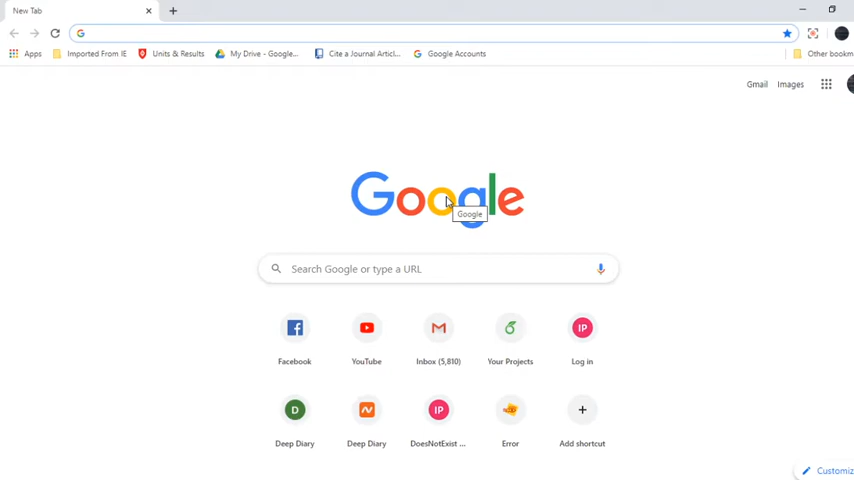 New Tab
Apps Imported From IE Units & Results My Drive - Google... Cite a Journal Articl... Google Accounts Other bookm
Gmail Images
Google
Google
Search Google or type a URL
Facebook YouTube Inbox (5,810) Your Projects Log in
D IP
Deep Diary Deep Diary DoesNotExist ... Error Add shortcut
IP
Customiz